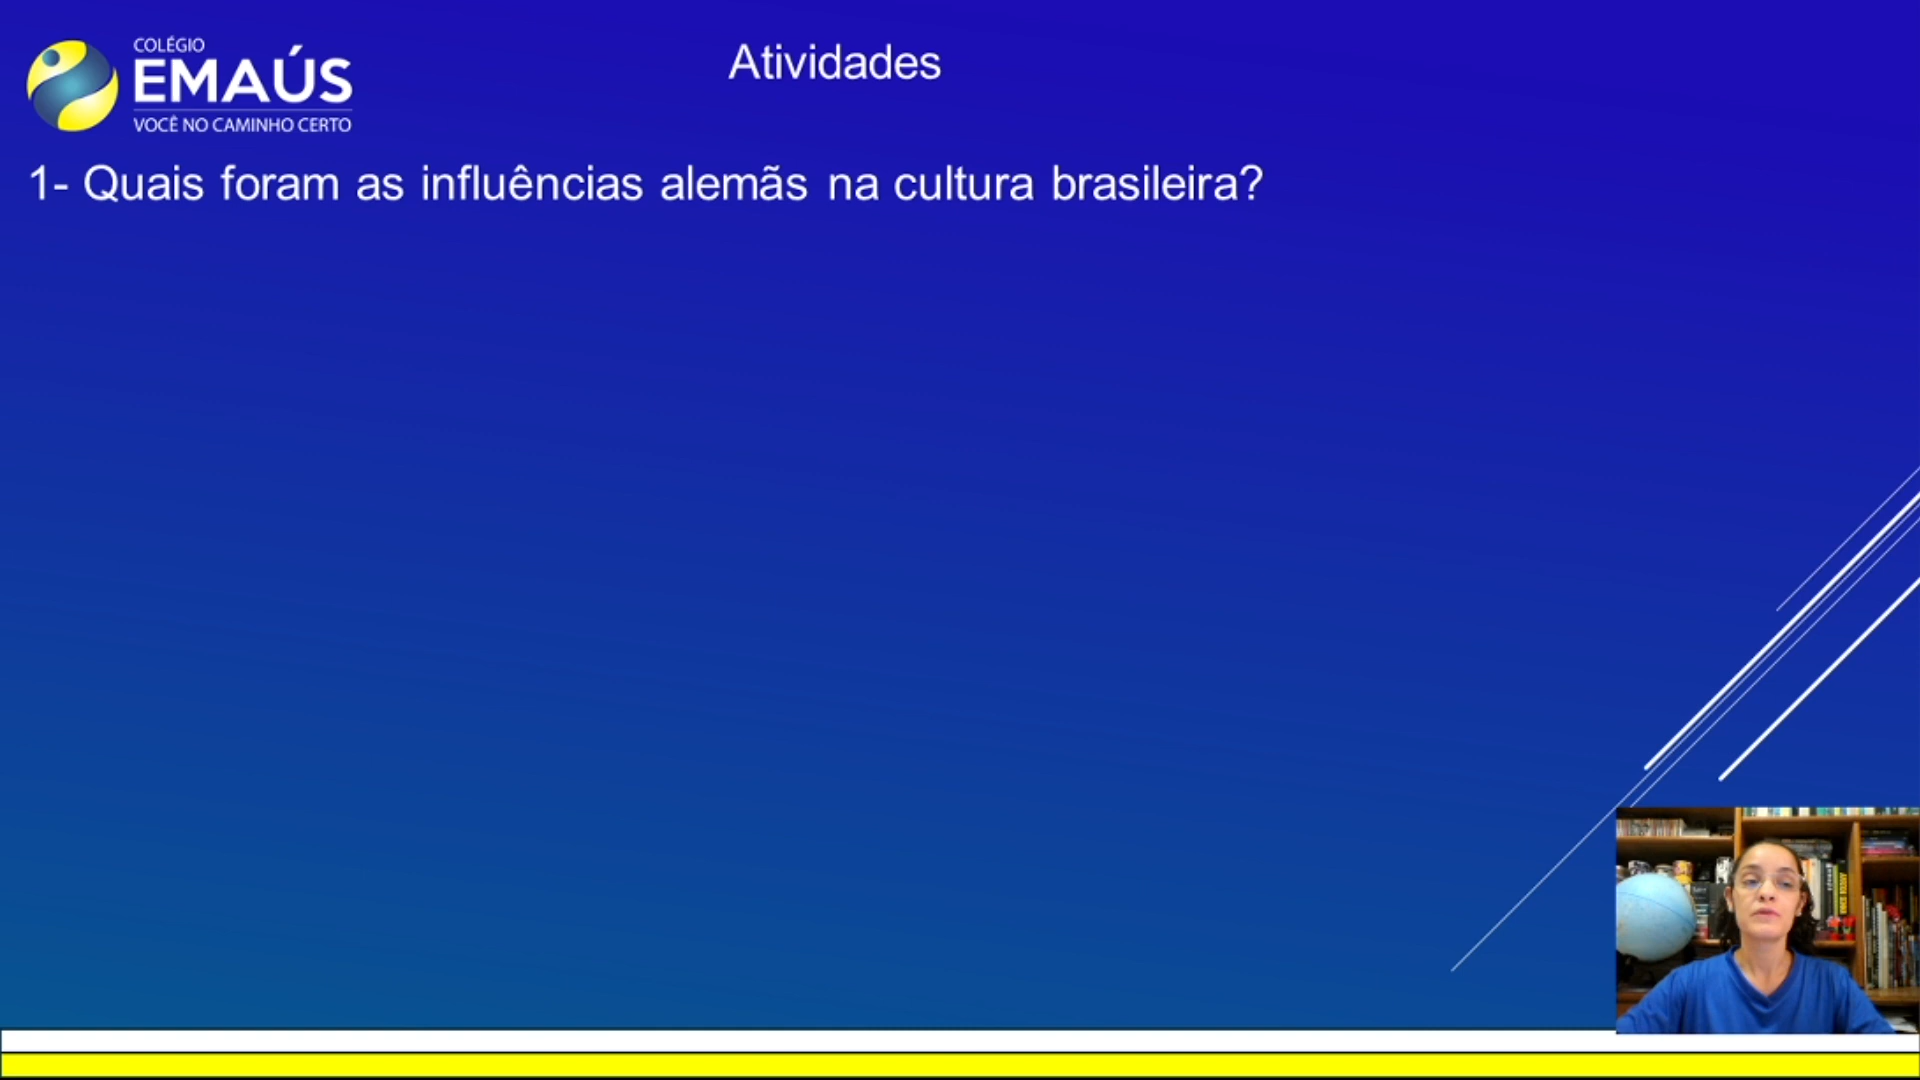 COLÉGIO
EMAÚS
VOCÊ NO CAMINHO CERTO
Atividades
1- Quais foram as influências alemãs na cultura brasileira?